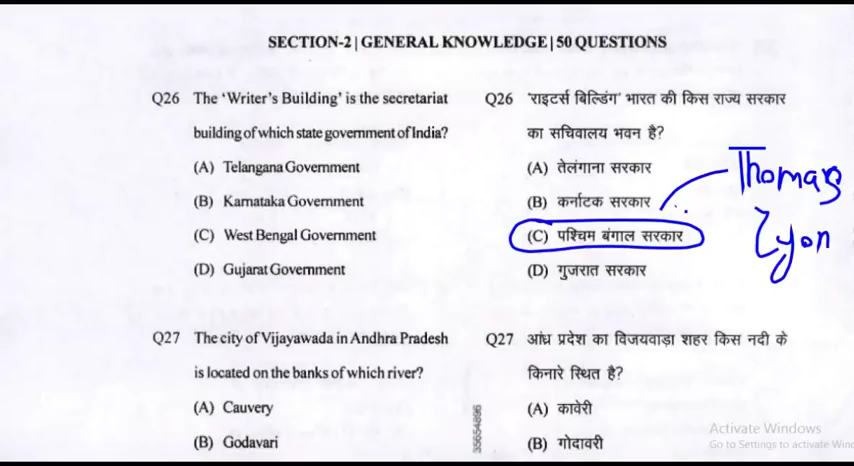 SECTION-2 | GENERAL KNOWLEDGE | 50 QUESTIONS
Q26 The 'Writer's Building' is the secretariat
building of which state government of India?
(A) Telangana Government
(B) Karnataka Government
(C) West Bengal Government
(D) Gujarat Government
Q27 The city of Vijayawada in Andhra Pradesh
is located on the banks of which river?
(A) Cauvery
(B) Godavari
Q26 'राइटर्स बिल्डिंग' भारत की किस राज्य सरकार
का सचिवालय भवन है?
(A) तेलंगाना सरकार
(B) कर्नाटक सरकार
(C) पश्चिम बंगाल सरकार
(D) गुजरात सरकार
Thomas
Lyon
Q27 आंध्र प्रदेश का विजयवाड़ा शहर किस नदी के
किनारे स्थित है?
(A) कावेरी
(B) गोदावरी
35654896
Activate Windows
Go to Settings to activate Wind